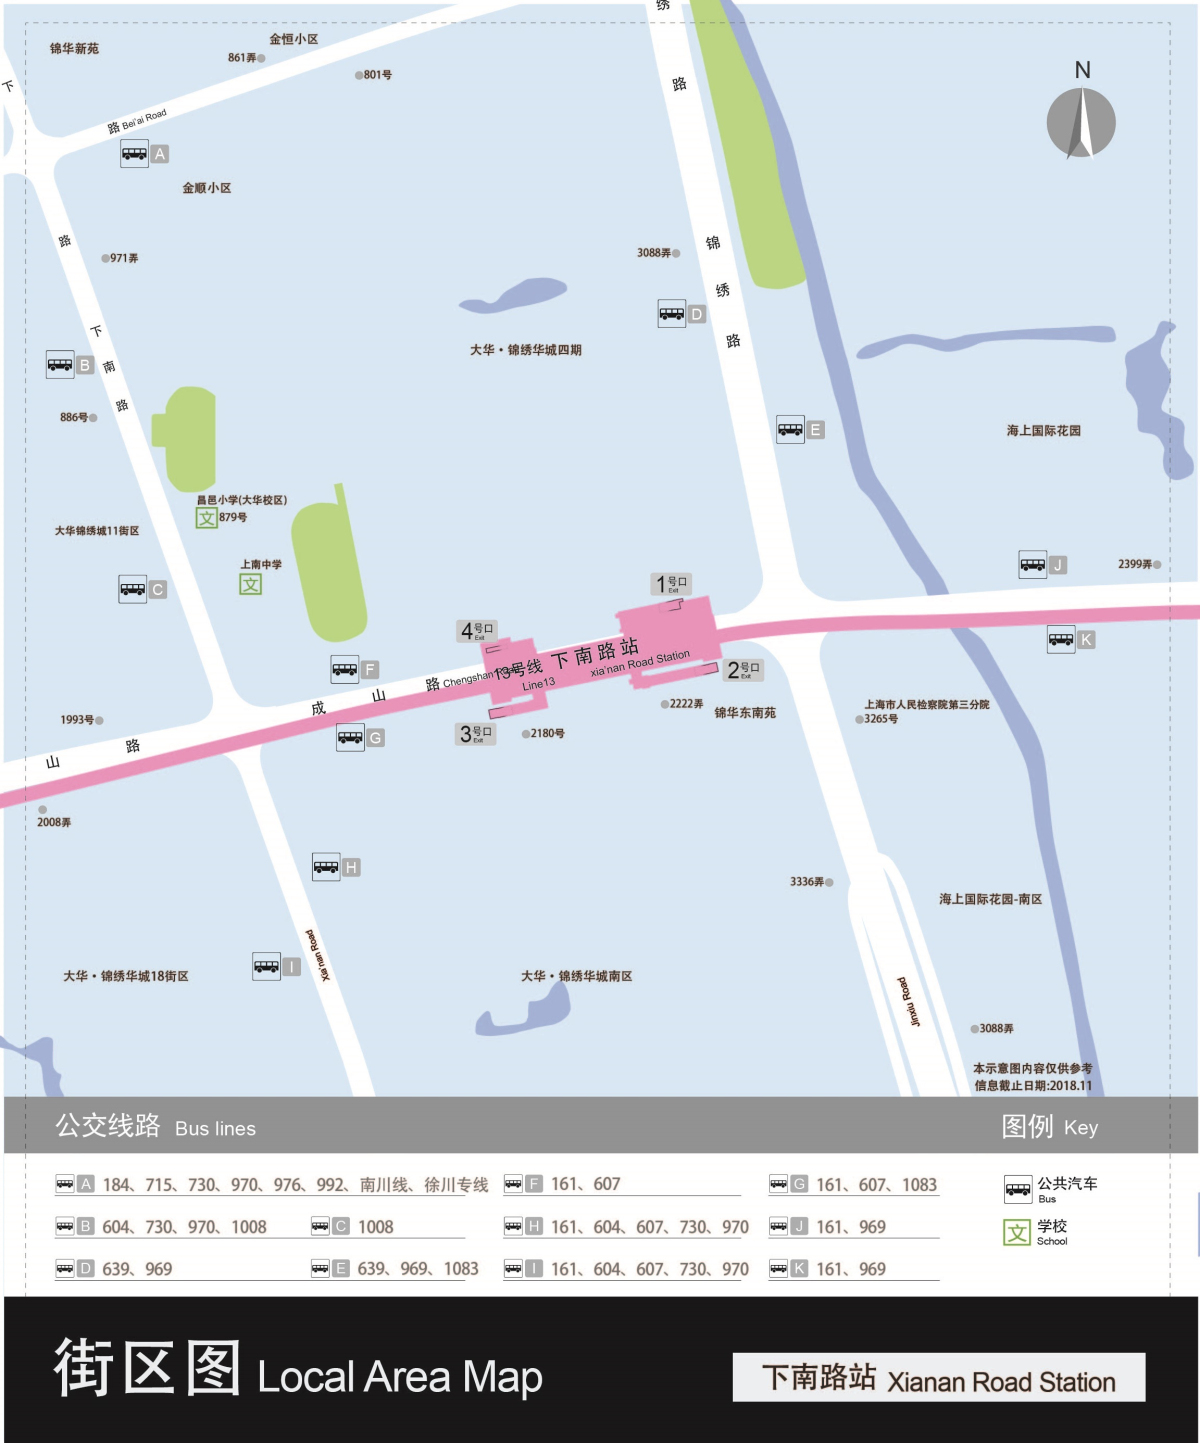 绣
锦华新苑
金恒小区
861弄
801号
下
路
N
路 Bei'ai Road
A
金顺小区
路
锦
971弄
3088弄
绣
D
下
路
大华·锦绣华城四期
B
南
路
886号
E
海上国际花园
昌邑小学(大华校区)
文 879号
大华锦绣城11街区
上南中学
文
J
2399弄
C
1号口
Exit
4号口
Exit
K
13号线 下南路站
Line13
xia'nan Road Station
2号口
Exit
F
路 Chengshan
山
成
2222弄
锦华东南苑
上海市人民检察院第三分院
3265号
1993号
3号口
Exit
2180号
G
路
山
2008弄
H
3336弄
海上国际花园-南区
Xia'nan Road
I
大华·锦绣华城18街区
大华·锦绣华城南区
Jinxiu Road
3088弄
本示意图内容仅供参考
信息截止日期:2018.11
公交线路 Bus lines
图例 Key
A 184、715、730、970、976、992、南川线、徐川专线
F 161、607
G 161、607、1083
公共汽车
Bus
B 604、730、970、1008
C 1008
H 161、604、607、730、970
J 161、969
文 学校
School
D 639、969
E 639、969、1083
I 161、604、607、730、970
K 161、969
街区图 Local Area Map
下南路站 Xianan Road Station